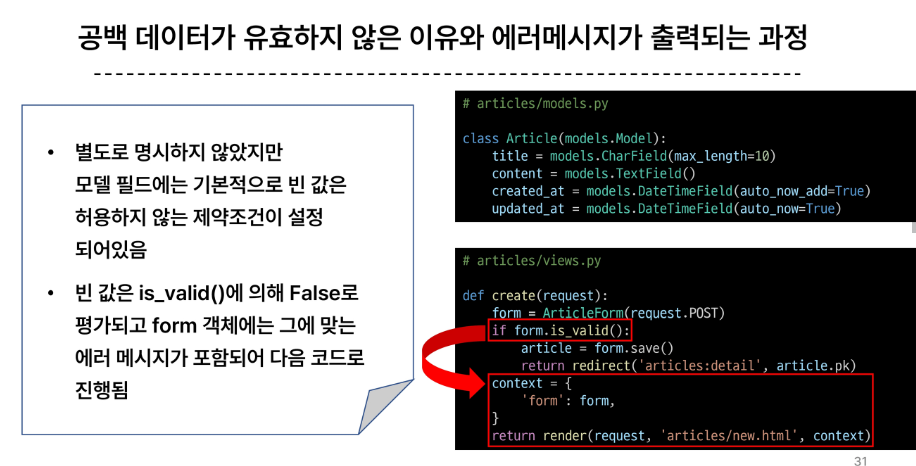 공백 데이터가 유효하지 않은 이유와 에러메시지가 출력되는 과정
• 별도로 명시하지 않았지만
모델 필드에는 기본적으로 빈 값은
허용하지 않는 제약조건이 설정
되어있음
• 빈 값은 is_valid()에 의해 False로
평가되고 form 객체에는 그에 맞는
에러 메시지가 포함되어 다음 코드로
진행됨
# articles/models.py
class Article(models.Model):
    title = models.CharField(max_length=10)
    content = models.TextField()
    created_at = models.DateTimeField(auto_now_add=True)
    updated_at = models.DateTimeField(auto_now=True)
# articles/views.py
def create(request):
    form = ArticleForm(request.POST)
    if form.is_valid():
        article = form.save()
        return redirect('articles:detail', article.pk)
    context = {
        'form': form,
    }
    return render(request, 'articles/new.html', context)
31